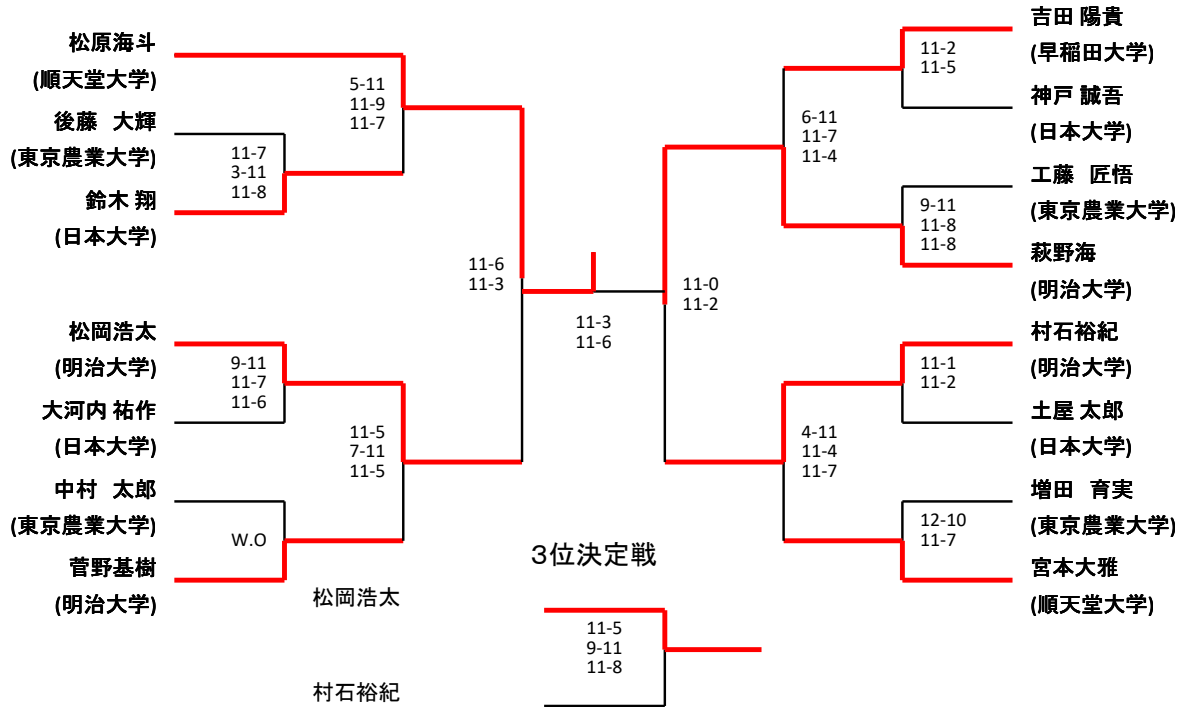 松原海斗
(順天堂大学)
後藤　大輝
(東京農業大学)
鈴木 翔
(日本大学)
松岡浩太
(明治大学)
大河内 祐作
(日本大学)
中村　太郎
(東京農業大学)
菅野基樹
(明治大学)
5-11
11-9
11-7
11-7
3-11
11-8
9-11
11-7
11-6
11-5
7-11
11-5
W.O
11-6
11-3
11-3
11-6
11-0
11-2
6-11
11-7
11-4
11-2
11-5
9-11
11-8
11-8
11-1
11-2
4-11
11-4
11-7
12-10
11-7
吉田 陽貴
(早稲田大学)
神戸 誠吾
(日本大学)
工藤　匠悟
(東京農業大学)
萩野海
(明治大学)
村石裕紀
(明治大学)
土屋 太郎
(日本大学)
増田　育実
(東京農業大学)
宮本大雅
(順天堂大学)
3位決定戦
松岡浩太
11-5
9-11
11-8
村石裕紀